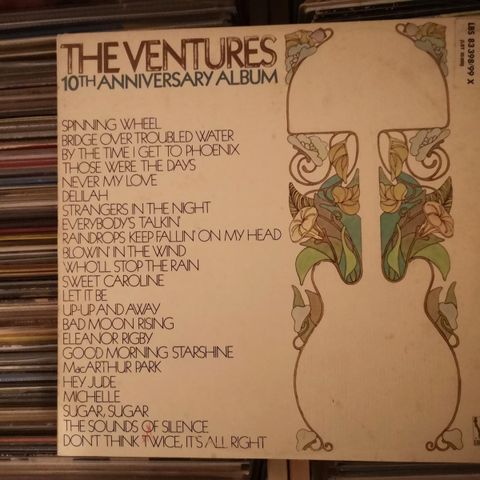 THE VENTURES
10TH ANNIVERSARY ALBUM
SPINNING WHEEL
BRIDGE OVER TROUBLED WATER
BY THE TIME I GET TO PHOENIX
THOSE WERE THE DAYS
NEVER MY LOVE
DELILAH
STRANGERS IN THE NIGHT
EVERYBODY'S TALKIN'
RAINDROPS KEEP FALLIN' ON MY HEAD
BLOWIN' IN THE WIND
WHO'LL STOP THE RAIN
SWEET CAROLINE
LET IT BE
UP-UP AND AWAY
BAD MOON RISING
ELEANOR RIGBY
GOOD MORNING STARSHINE
MacARTHUR PARK
HEY JUDE
MICHELLE
SUGAR, SUGAR
THE SOUNDS OF SILENCE
DON'T THINK TWICE, IT'S ALL RIGHT
LBS 83398/99 X